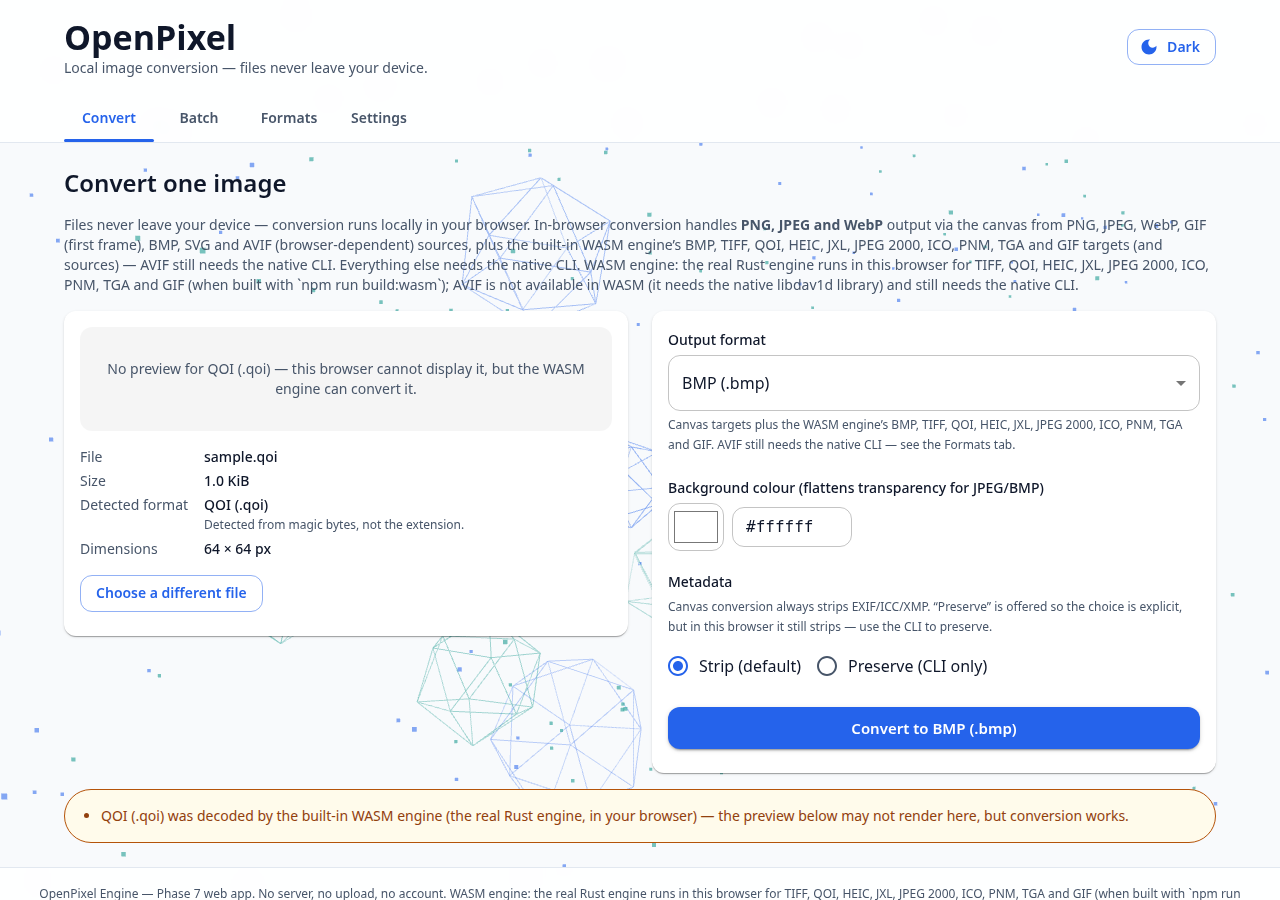 OpenPixel
Local image conversion — files never leave your device.
Dark
Convert
Batch
Formats
Settings
Convert one image
Files never leave your device — conversion runs locally in your browser. In-browser conversion handles PNG, JPEG and WebP output via the canvas from PNG, JPEG, WebP, GIF
(first frame), BMP, SVG and AVIF (browser-dependent) sources, plus the built-in WASM engine’s BMP, TIFF, QOI, HEIC, JXL, JPEG 2000, ICO, PNM, TGA and GIF targets (and
sources) — AVIF still needs the native CLI. Everything else needs the native CLI. WASM engine: the real Rust engine runs in this browser for TIFF, QOI, HEIC, JXL, JPEG 2000, ICO,
PNM, TGA and GIF (when built with `npm run build:wasm`); AVIF is not available in WASM (it needs the native libdav1d library) and still needs the native CLI.
No preview for QOI (.qoi) — this browser cannot display it, but the WASM
engine can convert it.
File
sample.qoi
Size
1.0 KiB
Detected format
QOI (.qoi)
Detected from magic bytes, not the extension.
Dimensions
64 × 64 px
Choose a different file
Output format
BMP (.bmp)
Canvas targets plus the WASM engine’s BMP, TIFF, QOI, HEIC, JXL, JPEG 2000, ICO, PNM, TGA
and GIF. AVIF still needs the native CLI — see the Formats tab.
Background colour (flattens transparency for JPEG/BMP)
#ffffff
Metadata
Canvas conversion always strips EXIF/ICC/XMP. “Preserve” is offered so the choice is explicit,
but in this browser it still strips — use the CLI to preserve.
Strip (default)
Preserve (CLI only)
Convert to BMP (.bmp)
• QOI (.qoi) was decoded by the built-in WASM engine (the real Rust engine, in your browser) — the preview below may not render here, but conversion works.
OpenPixel Engine — Phase 7 web app. No server, no upload, no account. WASM engine: the real Rust engine runs in this browser for TIFF, QOI, HEIC, JXL, JPEG 2000, ICO, PNM, TGA and GIF (when built with `npm run